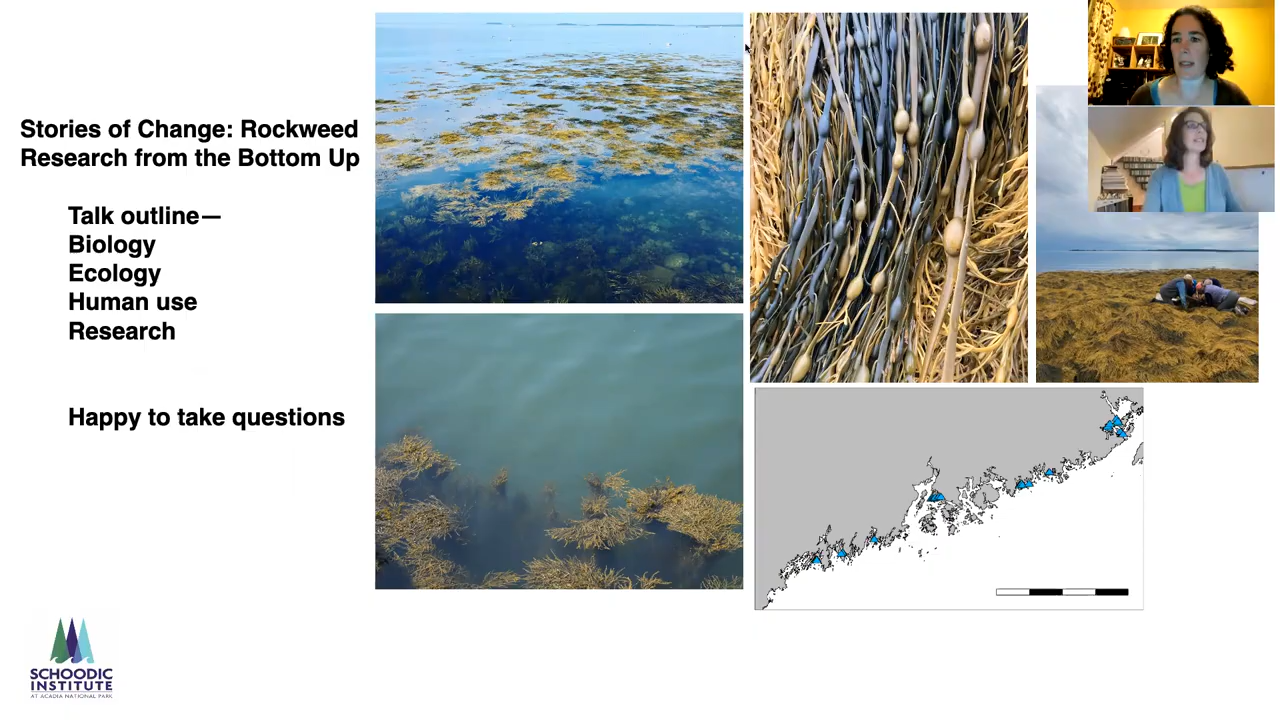 Stories of Change: Rockweed
Research from the Bottom Up
Talk outline—
Biology
Ecology
Human use
Research
Happy to take questions
SCHOODIC
INSTITUTE
AT ACADIA NATIONAL PARK